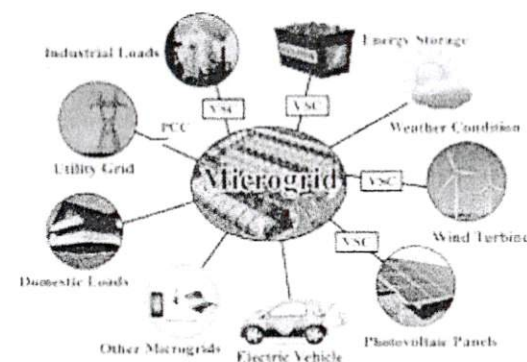 Industrial Loads
Energy Storage
VSC
VSC
PCC
Utility Grid
Weather Condition
Microgrid
VSC
Wind Turbine
VSC
Domestic Loads
Other Microgrids
Electric Vehicle
Photovoltaic Panels